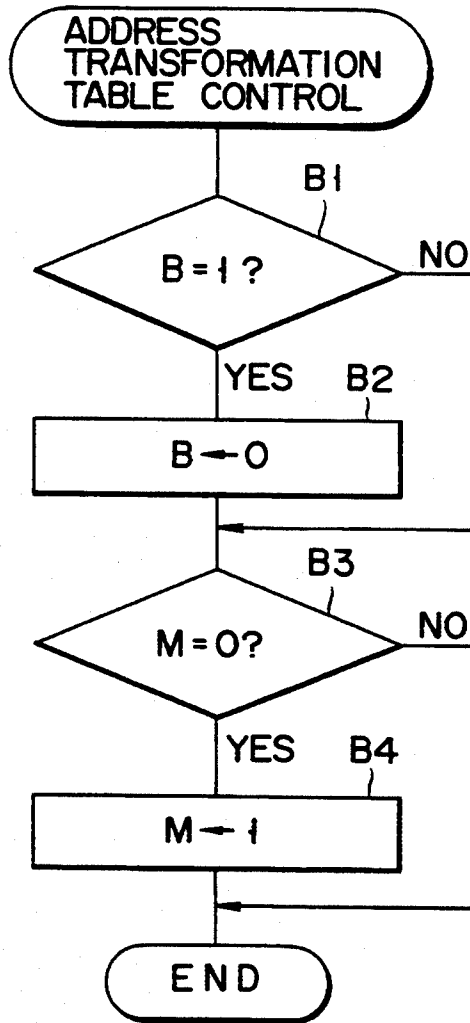 ADDRESS
TRANSFORMATION
TABLE CONTROL
B1
B=1?
NO
YES
B2
B←0
B3
M=0?
NO
YES
B4
M←1
END